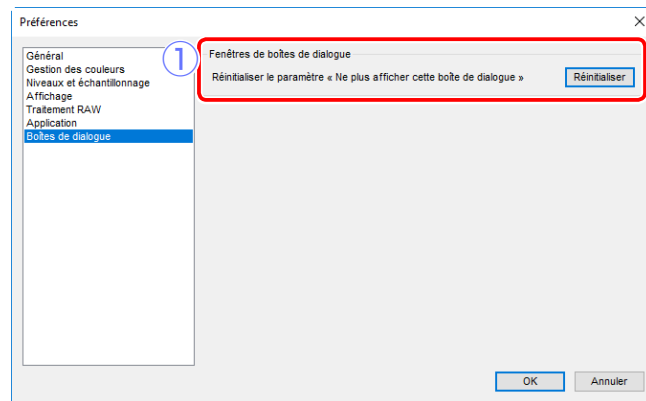 Préférences
Général
Gestion des couleurs
Niveaux et échantillonnage
Affichage
Traitement RAW
Application
Boîtes de dialogue
1
Fenêtres de boîtes de dialogue
Réinitialiser le paramètre « Ne plus afficher cette boîte de dialogue »
Réinitialiser
OK
Annuler